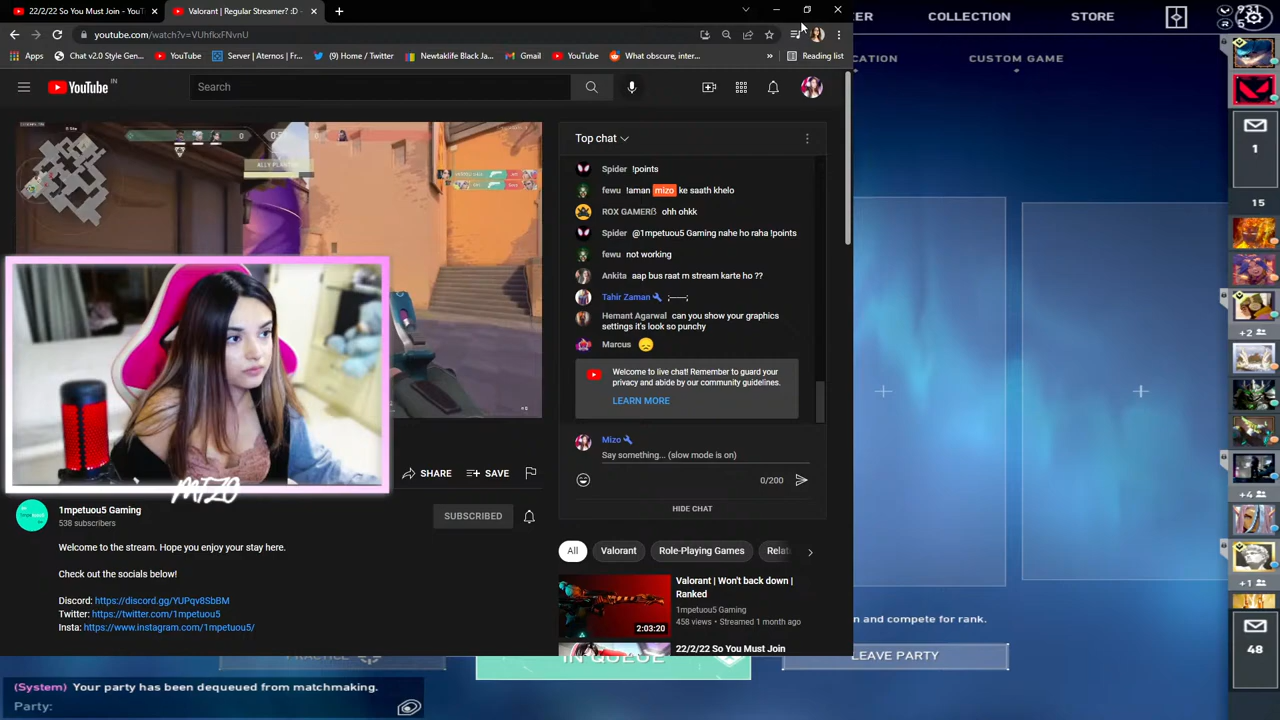 22/2/22 So You Must Join - YouT
Valorant | Regular Streamer? :D -
youtube.com/watch?v=VUhfkxFNvnU
Apps
Chat v2.0 Style Gen...
YouTube
Server | Aternos | Fr...
(3) Home / Twitter
Newtaklife Black Ja...
Gmail
YouTube
What obscure, inter...
»
Reading list
YouTube IN
Search
Top chat
Spider !points
fewu !aman mizo ke saath khelo
ROX GAMERß ohh ohkk
Spider @1mpetuou5 Gaming nahe ho raha !points
fewu not working
Ankita aap bus raat m stream karte ho ??
Tahir Zaman ;-----;
Hemant Agarwal can you show your graphics
settings it's look so punchy
Marcus
Welcome to live chat! Remember to guard your
privacy and abide by our community guidelines.
LEARN MORE
Mizo
Say something... (slow mode is on)
0/200
HIDE CHAT
SHARE
SAVE
MIZO
1mpetuou5 Gaming
538 subscribers
SUBSCRIBED
Welcome to the stream. Hope you enjoy your stay here.
Check out the socials below!
Discord: https://discord.gg/YUPqv8SbBM
Twitter: https://twitter.com/1mpetuou5
Insta: https://www.instagram.com/1mpetuou5/
All
Valorant
Role-Playing Games
Relat
Valorant | Won't back down |
Ranked
1mpetuou5 Gaming
458 views • Streamed 1 month ago
2:03:20
22/2/22 So You Must Join
ER
COLLECTION
STORE
CATION
CUSTOM GAME
1
15
+2
+4
+1
48
n and compete for rank.
PRACTICE
IN QUEUE
LEAVE PARTY
(System) Your party has been dequeued from matchmaking.
Party: